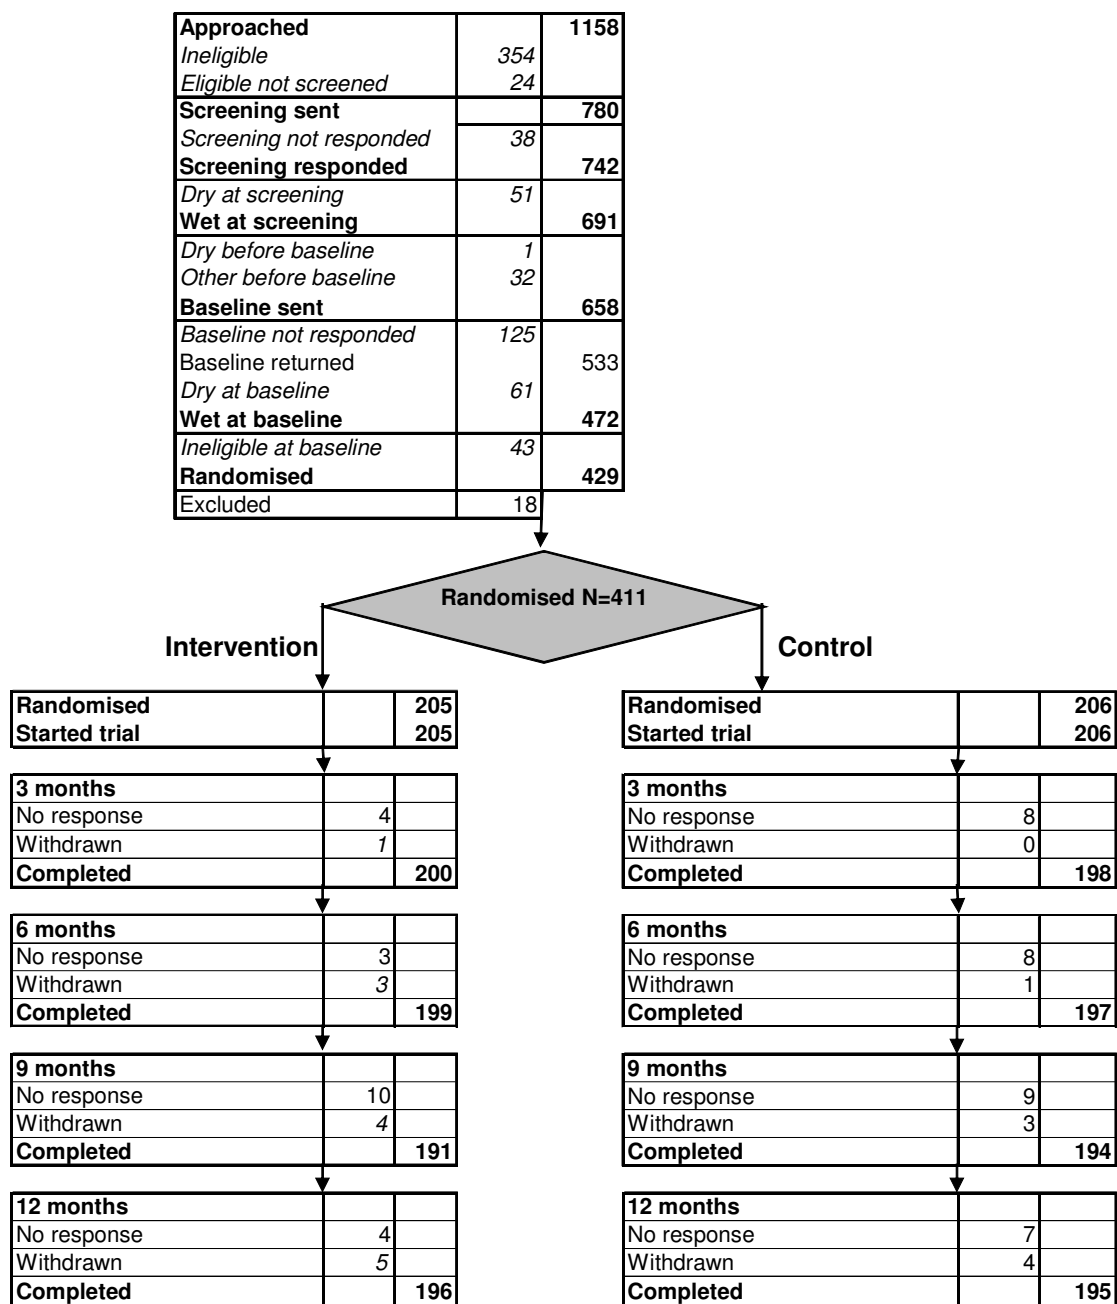 Approached 1158
Ineligible 354
Eligible not screened 24
Screening sent 780
Screening not responded 38
Screening responded 742
Dry at screening 51
Wet at screening 691
Dry before baseline 1
Other before baseline 32
Baseline sent 658
Baseline not responded 125
Baseline returned 533
Dry at baseline 61
Wet at baseline 472
Ineligible at baseline 43
Randomised 429
Excluded 18
Randomised N=411
Intervention
Control
Randomised 205
Started trial 205
3 months
No response 4
Withdrawn 1
Completed 200
6 months
No response 3
Withdrawn 3
Completed 199
9 months
No response 10
Withdrawn 4
Completed 191
12 months
No response 4
Withdrawn 5
Completed 196
Randomised 206
Started trial 206
3 months
No response 8
Withdrawn 0
Completed 198
6 months
No response 8
Withdrawn 1
Completed 197
9 months
No response 9
Withdrawn 3
Completed 194
12 months
No response 7
Withdrawn 4
Completed 195